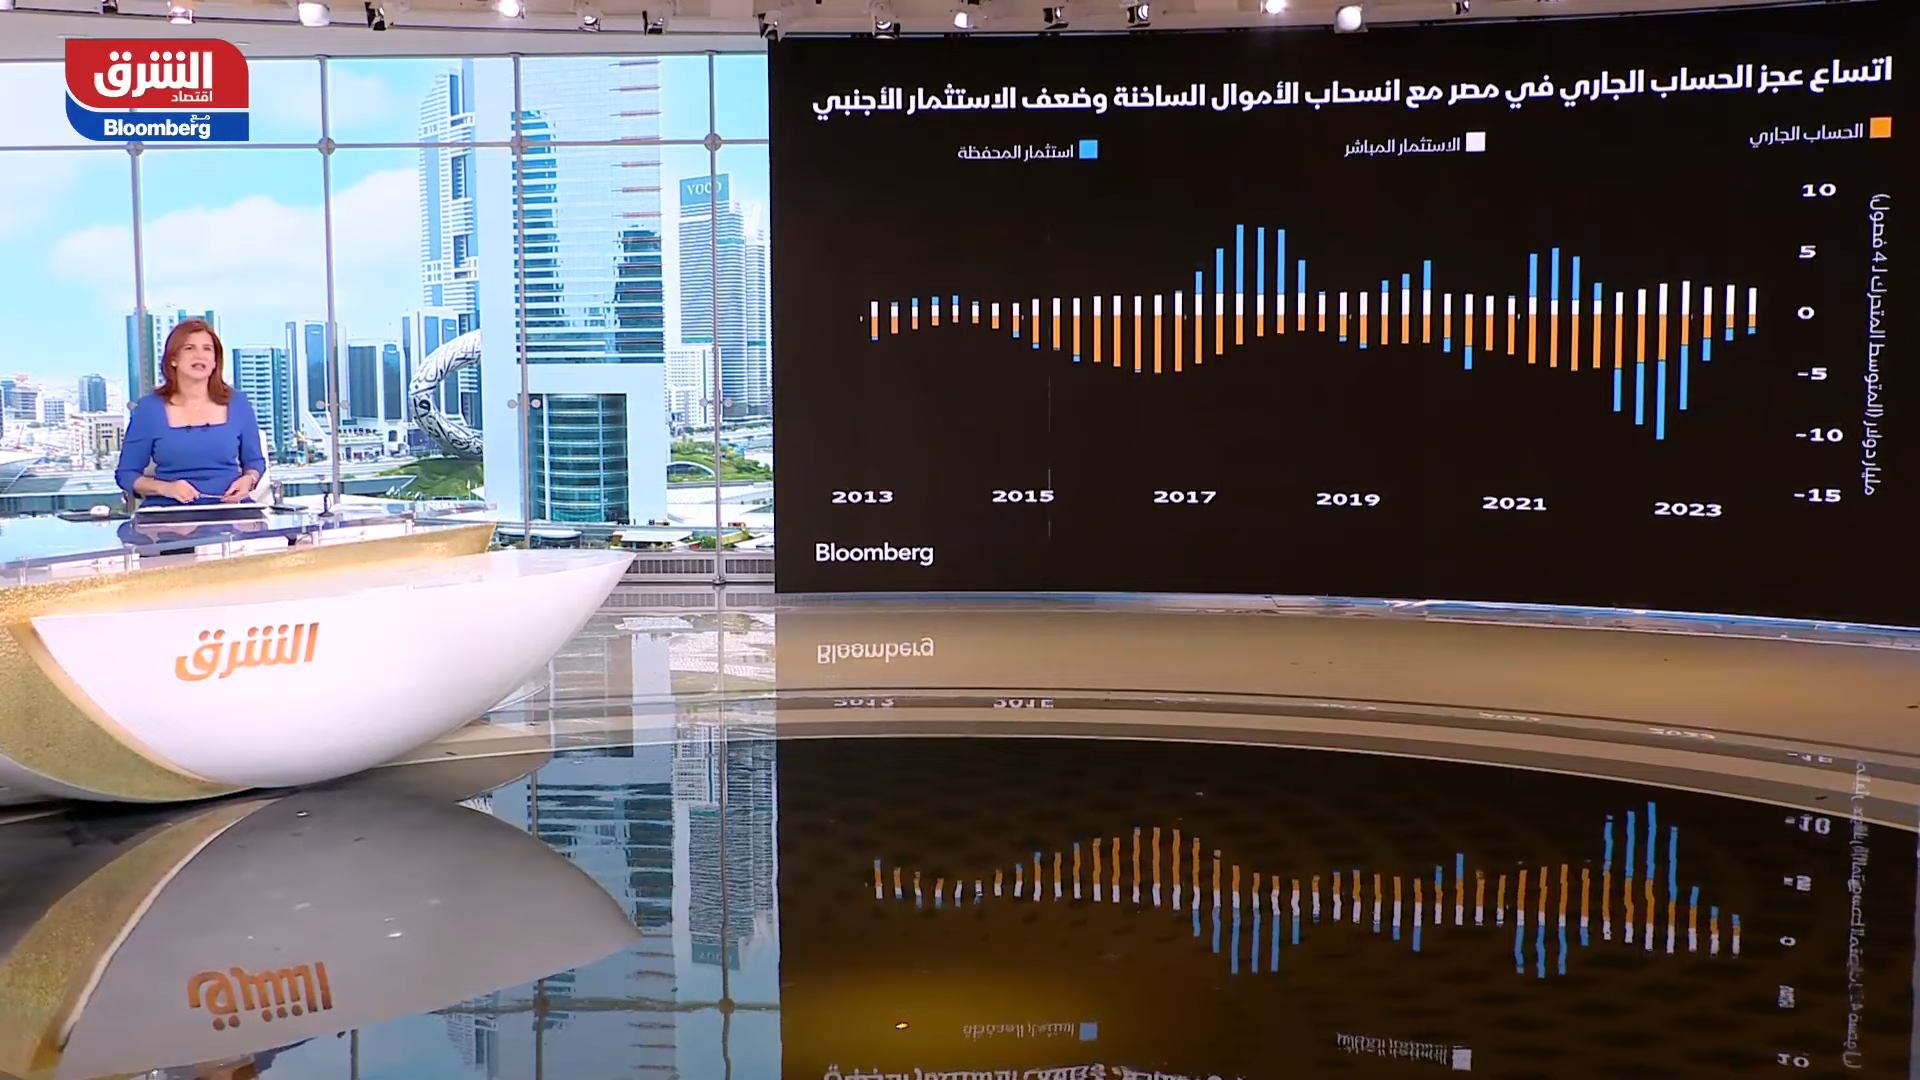 الشرق
اقتصاد
مع
Bloomberg
اتساع عجز الحساب الجاري في مصر مع انسحاب الأموال الساخنة وضعف الاستثمار الأجنبي
الحساب الجاري
الاستثمار المباشر
استثمار المحفظة
10
5
0
-5
-10
-15
مليار دولار (المتوسط المتحرك لـ 4 فصول)
2013
2015
2017
2019
2021
2023
Bloomberg
VOCO
الشرق